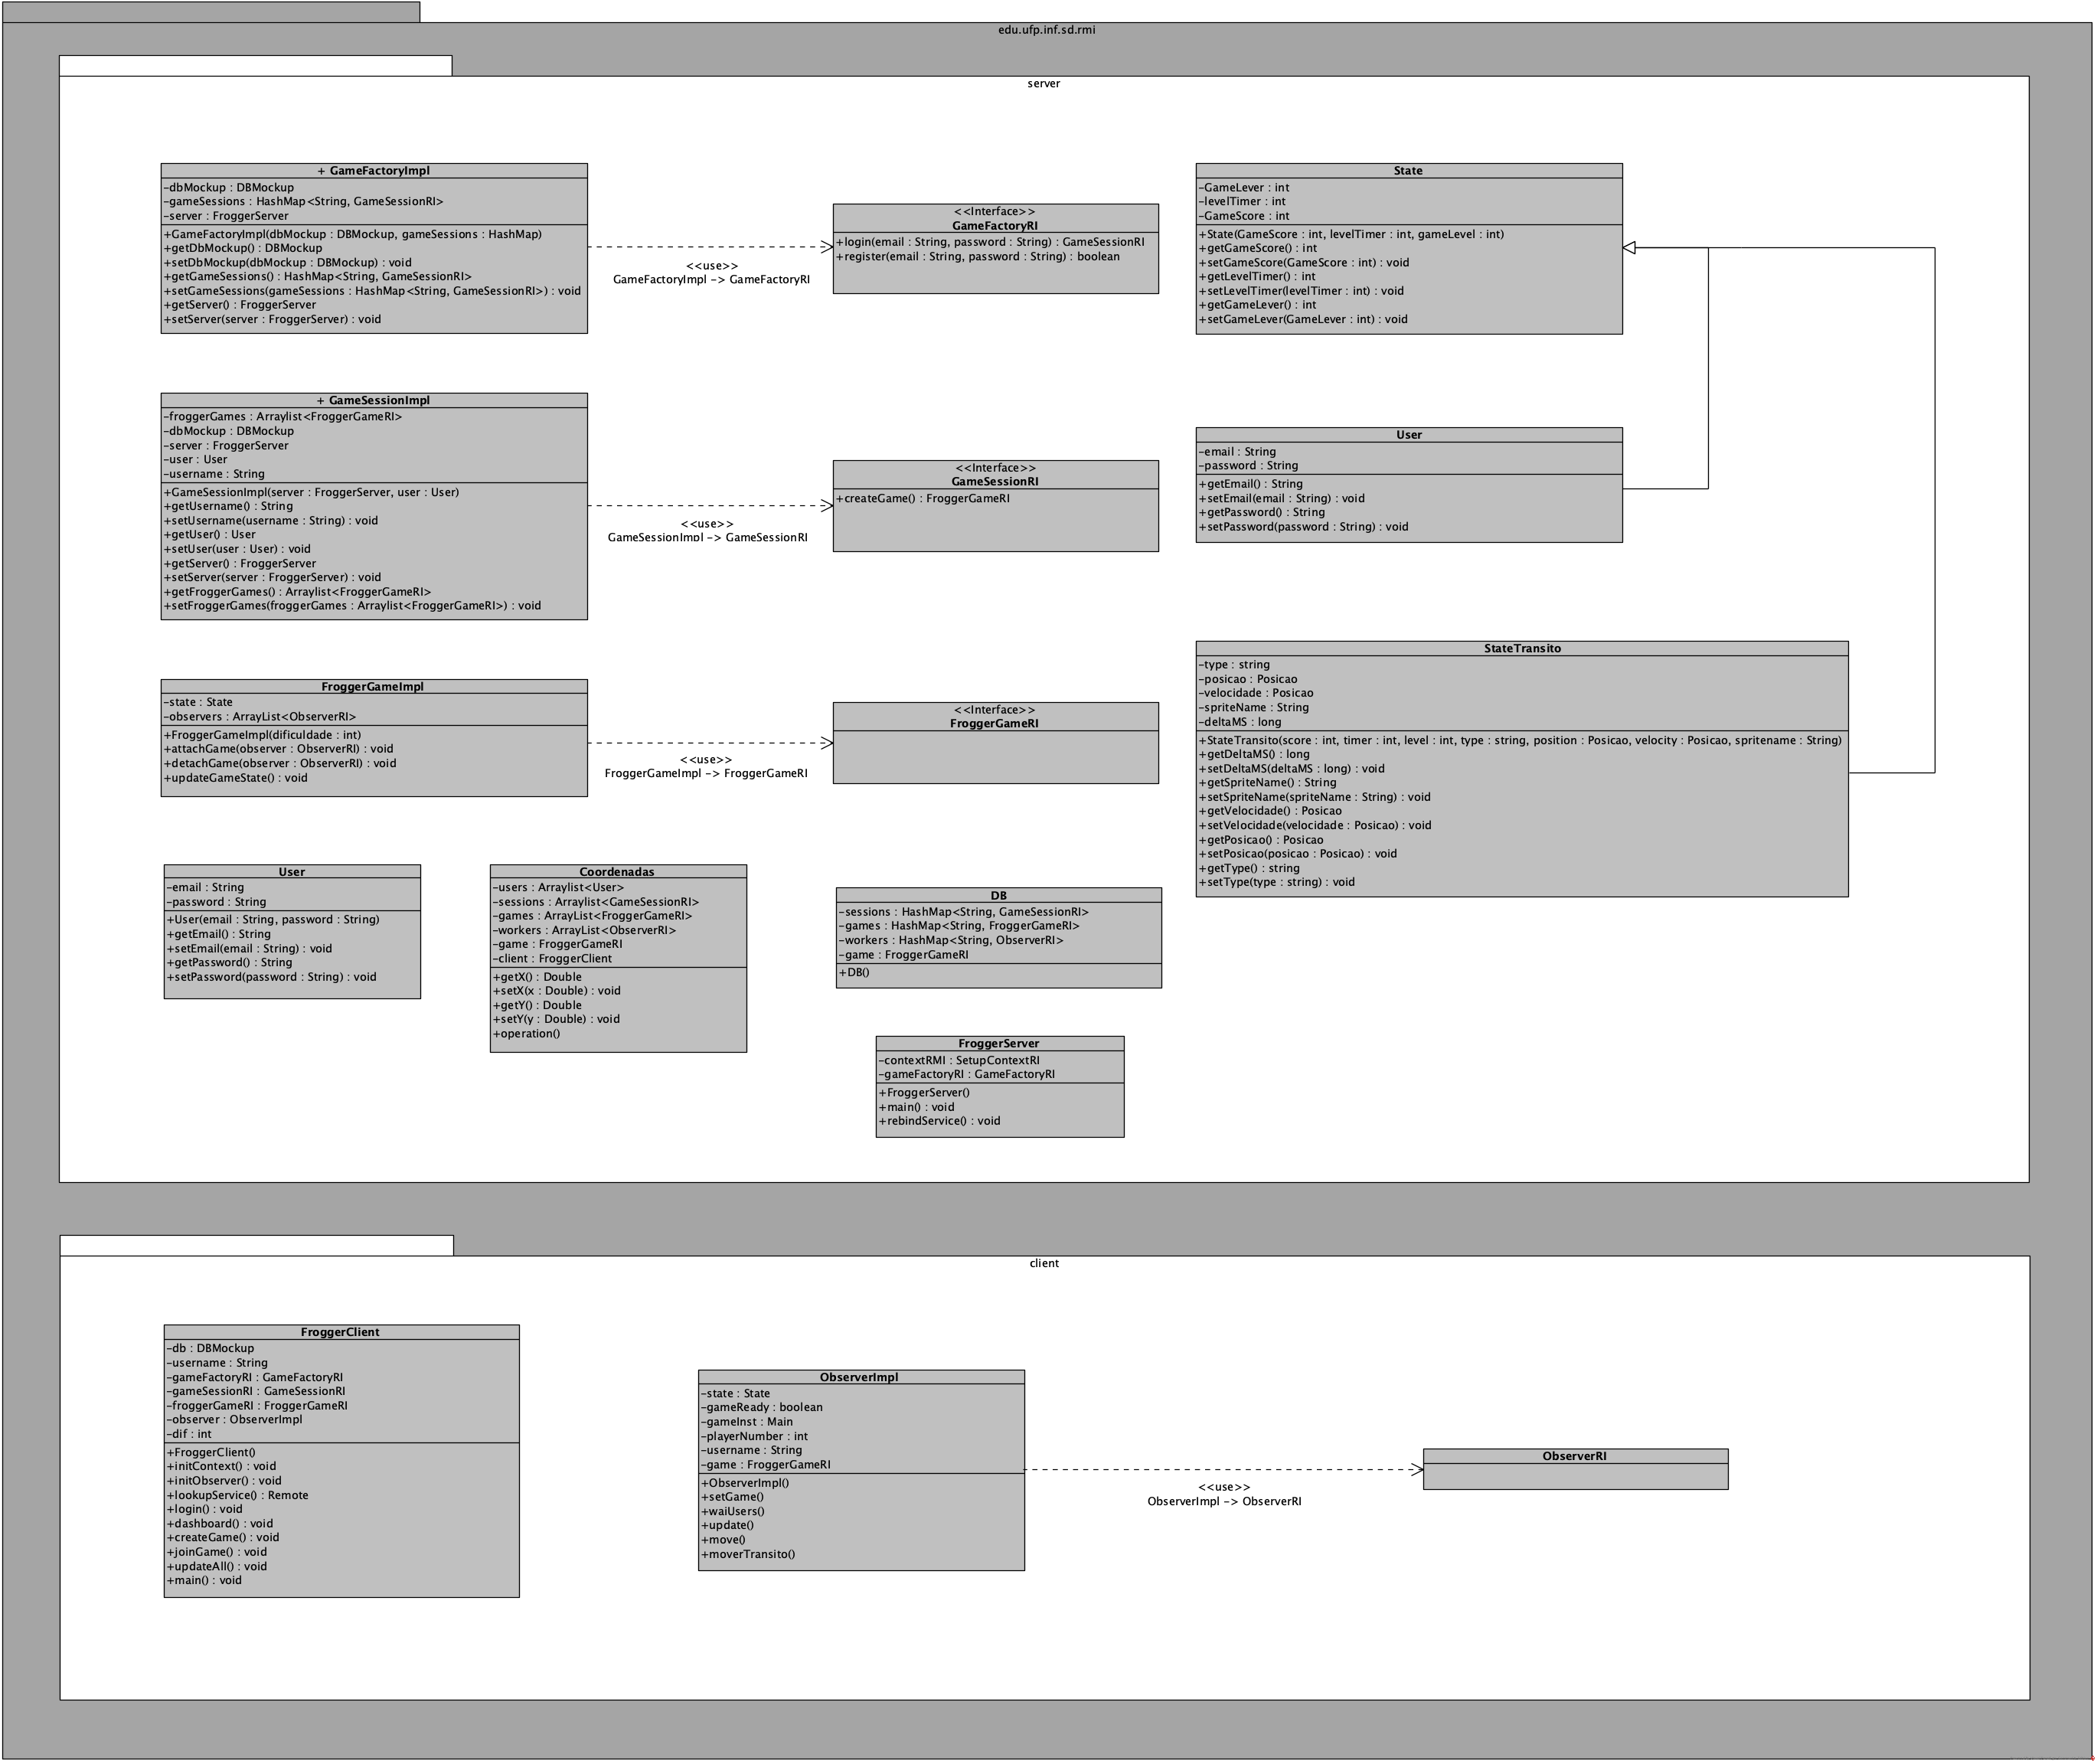 edu.ufp.inf.sd.rmi
server
+ GameFactoryImpl
-dbMockup : DBMockup
-gameSessions : HashMap<String, GameSessionRI>
-server : FroggerServer
+GameFactoryImpl(dbMockup : DBMockup, gameSessions : HashMap)
+getDbMockup() : DBMockup
+setDbMockup(dbMockup : DBMockup) : void
+getGameSessions() : HashMap<String, GameSessionRI>
+setGameSessions(gameSessions : HashMap<String, GameSessionRI>) : void
+getServer() : FroggerServer
+setServer(server : FroggerServer) : void
<<use>>
GameFactoryImpl -> GameFactoryRI
<<Interface>>
GameFactoryRI
+login(email : String, password : String) : GameSessionRI
+register(email : String, password : String) : boolean
State
-GameLever : int
-levelTimer : int
-GameScore : int
+State(GameScore : int, levelTimer : int, gameLevel : int)
+getGameScore() : int
+setGameScore(GameScore : int) : void
+getLevelTimer() : int
+setLevelTimer(levelTimer : int) : void
+getGameLever() : int
+setGameLever(GameLever : int) : void
+ GameSessionImpl
-froggerGames : Arraylist<FroggerGameRI>
-dbMockup : DBMockup
-server : FroggerServer
-user : User
-username : String
+GameSessionImpl(server : FroggerServer, user : User)
+getUsername() : String
+setUsername(username : String) : void
+getUser() : User
+setUser(user : User) : void
+getServer() : FroggerServer
+setServer(server : FroggerServer) : void
+getFroggerGames() : Arraylist<FroggerGameRI>
+setFroggerGames(froggerGames : Arraylist<FroggerGameRI>) : void
<<use>>
GameSessionImpl -> GameSessionRI
<<Interface>>
GameSessionRI
+createGame() : FroggerGameRI
User
-email : String
-password : String
+getEmail() : String
+setEmail(email : String) : void
+getPassword() : String
+setPassword(password : String) : void
FroggerGameImpl
-state : State
-observers : ArrayList<ObserverRI>
+FroggerGameImpl(dificuldade : int)
+attachGame(observer : ObserverRI) : void
+detachGame(observer : ObserverRI) : void
+updateGameState() : void
<<use>>
FroggerGameImpl -> FroggerGameRI
<<Interface>>
FroggerGameRI
StateTransito
-type : string
-posicao : Posicao
-velocidade : Posicao
-spriteName : String
-deltaMS : long
+StateTransito(score : int, timer : int, level : int, type : string, position : Posicao, velocity : Posicao, spritename : String)
+getDeltaMS() : long
+setDeltaMS(deltaMS : long) : void
+getSpriteName() : String
+setSpriteName(spriteName : String) : void
+getVelocidade() : Posicao
+setVelocidade(velocidade : Posicao) : void
+getPosicao() : Posicao
+setPosicao(posicao : Posicao) : void
+getType() : string
+setType(type : string) : void
User
-email : String
-password : String
+User(email : String, password : String)
+getEmail() : String
+setEmail(email : String) : void
+getPassword() : String
+setPassword(password : String) : void
Coordenadas
-users : Arraylist<User>
-sessions : Arraylist<GameSessionRI>
-games : ArrayList<FroggerGameRI>
-workers : ArrayList<ObserverRI>
-game : FroggerGameRI
-client : FroggerClient
+getX() : Double
+setX(x : Double) : void
+getY() : Double
+setY(y : Double) : void
+operation()
DB
-sessions : HashMap<String, GameSessionRI>
-games : HashMap<String, FroggerGameRI>
-workers : HashMap<String, ObserverRI>
-game : FroggerGameRI
+DB()
FroggerServer
-contextRMI : SetupContextRI
-gameFactoryRI : GameFactoryRI
+FroggerServer()
+main() : void
+rebindService() : void
client
FroggerClient
-db : DBMockup
-username : String
-gameFactoryRI : GameFactoryRI
-gameSessionRI : GameSessionRI
-froggerGameRI : FroggerGameRI
-observer : ObserverImpl
-dif : int
+FroggerClient()
+initContext() : void
+initObserver() : void
+lookupService() : Remote
+login() : void
+dashboard() : void
+createGame() : void
+joinGame() : void
+updateAll() : void
+main() : void
ObserverImpl
-state : State
-gameReady : boolean
-gameInst : Main
-playerNumber : int
-username : String
-game : FroggerGameRI
+ObserverImpl()
+setGame()
+waiUsers()
+update()
+move()
+moverTransito()
<<use>>
ObserverImpl -> ObserverRI
ObserverRI